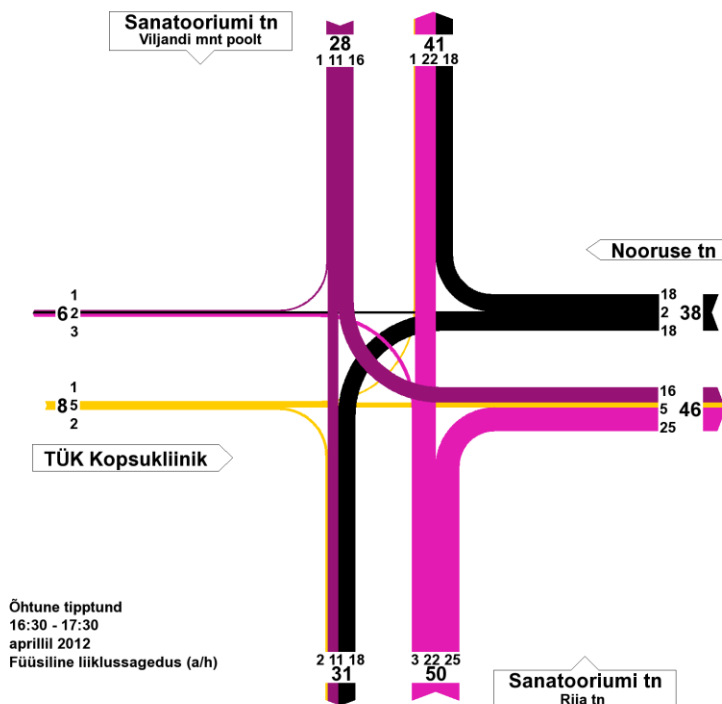 Sanatooriumi tn
Viljandi mnt poolt
28
1 11 16
41
1 22 18
Nooruse tn
1
6 2
3
18
2 38
18
1
8 5
2
16
5 46
25
TÜK Kopsukliinik
Õhtune tipptund
16:30 - 17:30
aprillil 2012
Füüsiline liiklussagedus (a/h)
2 11 18
31
3 22 25
50
Sanatooriumi tn
Riia tn